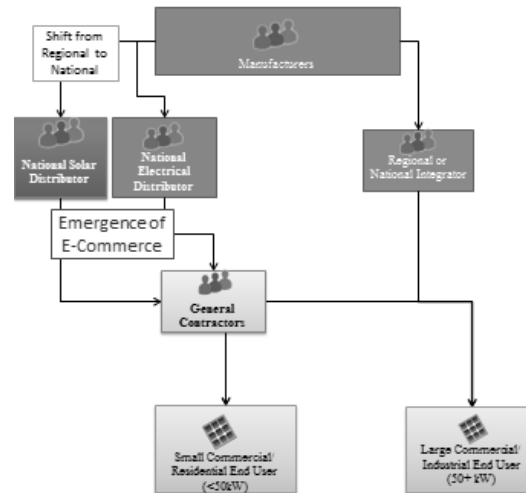 Shift from
Regional to
National
Manufacturers
National Solar
Distributor
National
Electrical
Distributor
Regional or
National Integrator
Emergence of
E-Commerce
General
Contractors
Small Commercial/
Residential End User
(<50kW)
Large Commercial/
Industrial End User
(50+ kW)